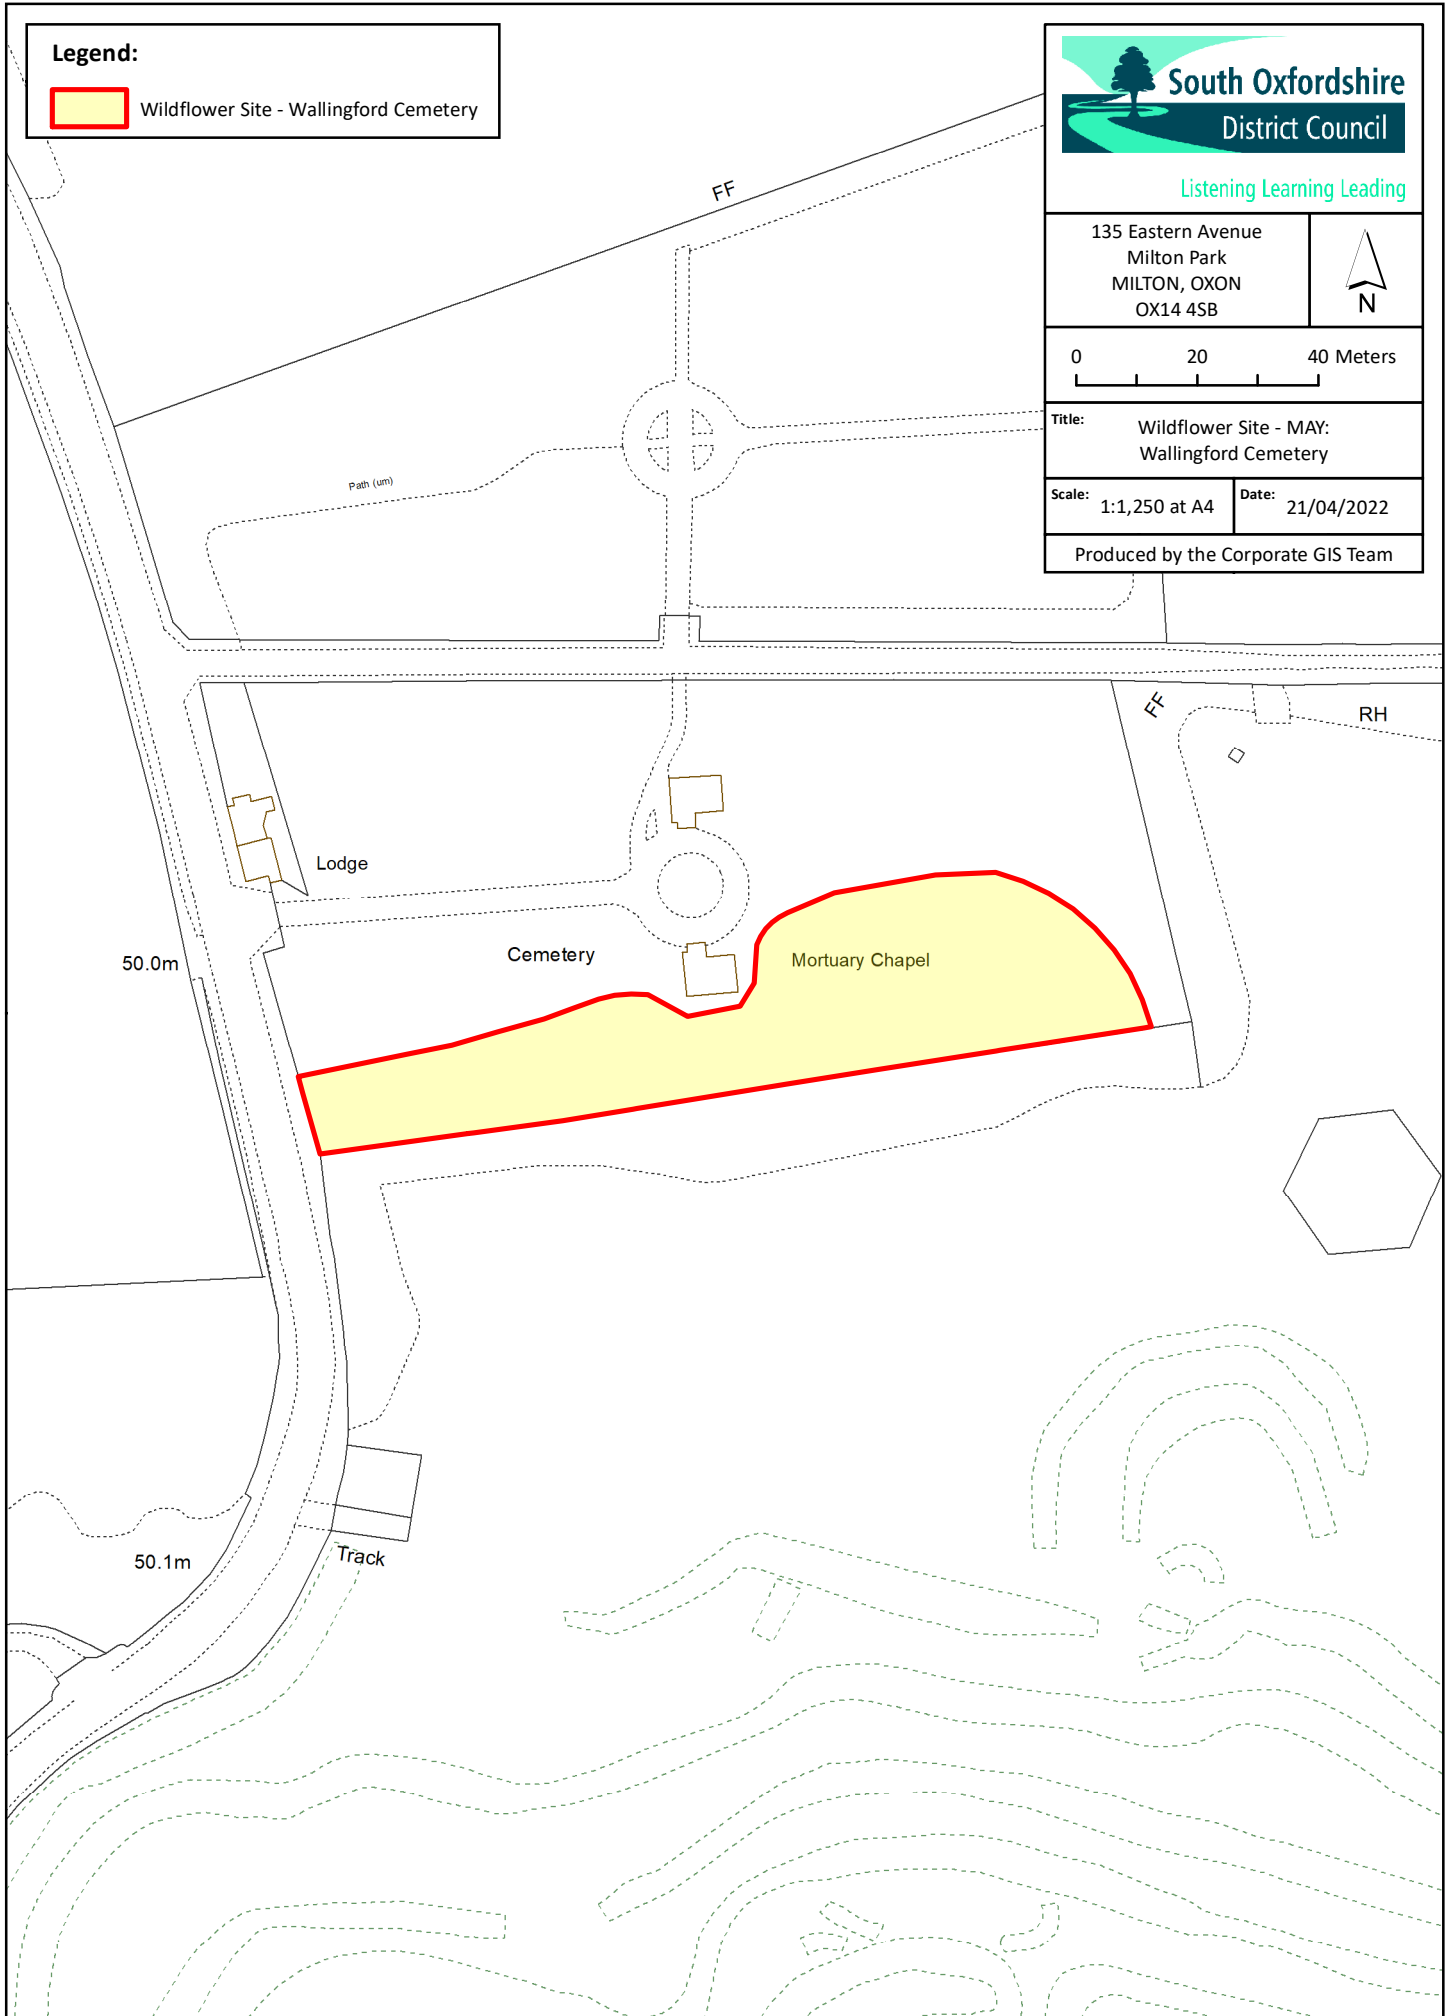 Legend:
Wildflower Site - Wallingford Cemetery
South Oxfordshire
District Council
Listening Learning Leading
135 Eastern Avenue
Milton Park
MILTON, OXON
OX14 4SB
N
0 20 40 Meters
Title:
Wildflower Site - MAY:
Wallingford Cemetery
Scale: 1:1,250 at A4
Date: 21/04/2022
Produced by the Corporate GIS Team
FF
Path (um)
FF
RH
Lodge
50.0m
Cemetery
Mortuary Chapel
50.1m
Track